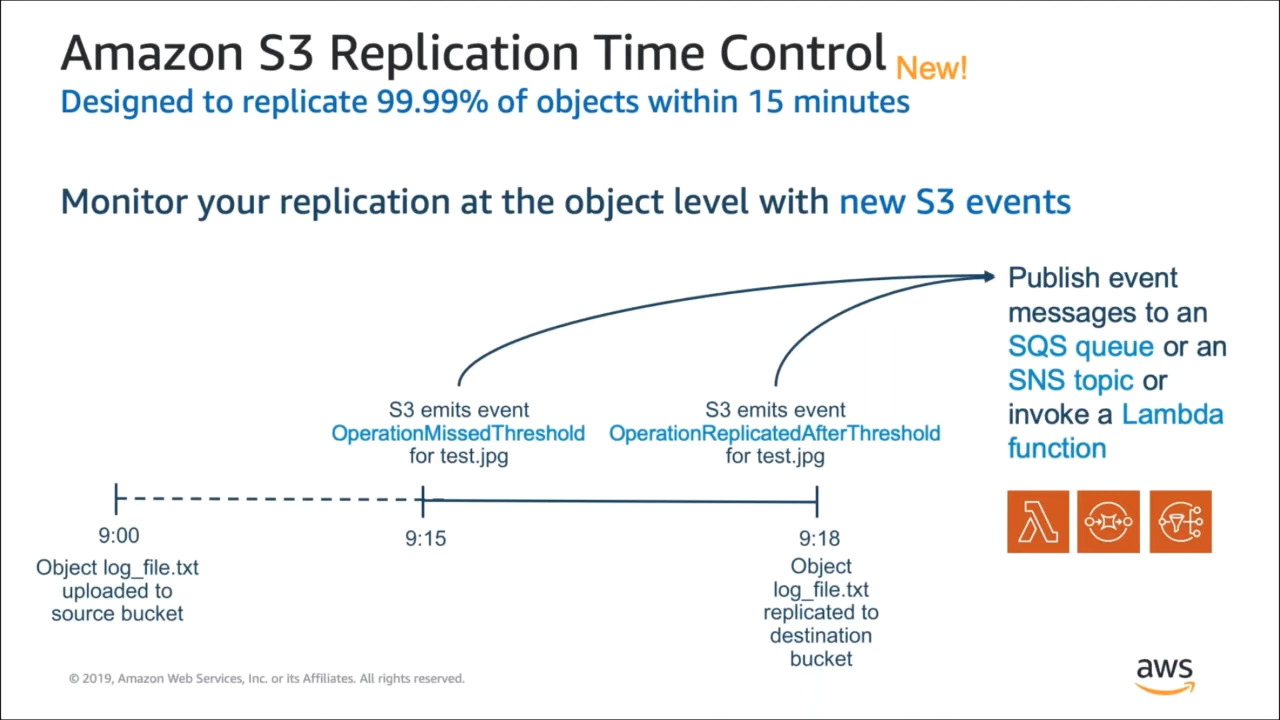 Amazon S3 Replication Time Control New!
Designed to replicate 99.99% of objects within 15 minutes
Monitor your replication at the object level with new S3 events
Publish event
messages to an
SQS queue or an
SNS topic or
invoke a Lambda
function
S3 emits event
OperationMissedThreshold
for test.jpg
S3 emits event
OperationReplicatedAfterThreshold
for test.jpg
9:00
Object log_file.txt
uploaded to
source bucket
9:15
9:18
Object
log_file.txt
replicated to
destination
bucket
© 2019, Amazon Web Services, Inc. or its Affiliates. All rights reserved.
aws